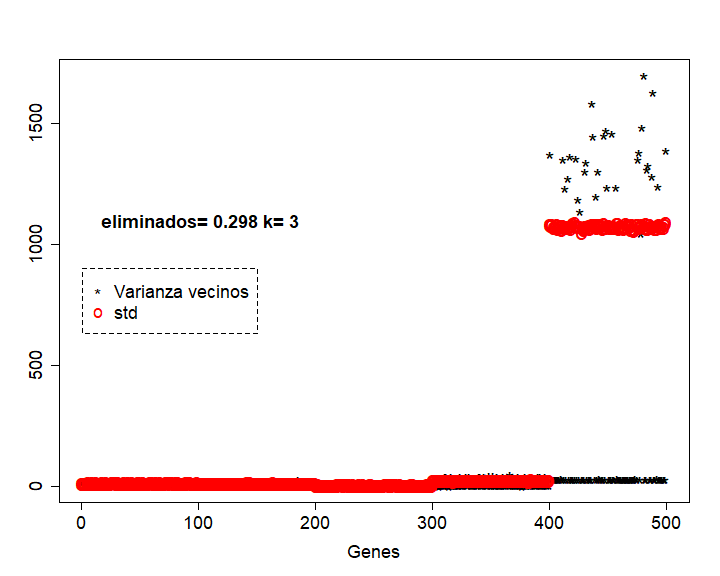 1500
1000
500
0
eliminados= 0.298 k= 3
* Varianza vecinos
std
0 100 200 300 400 500
Genes